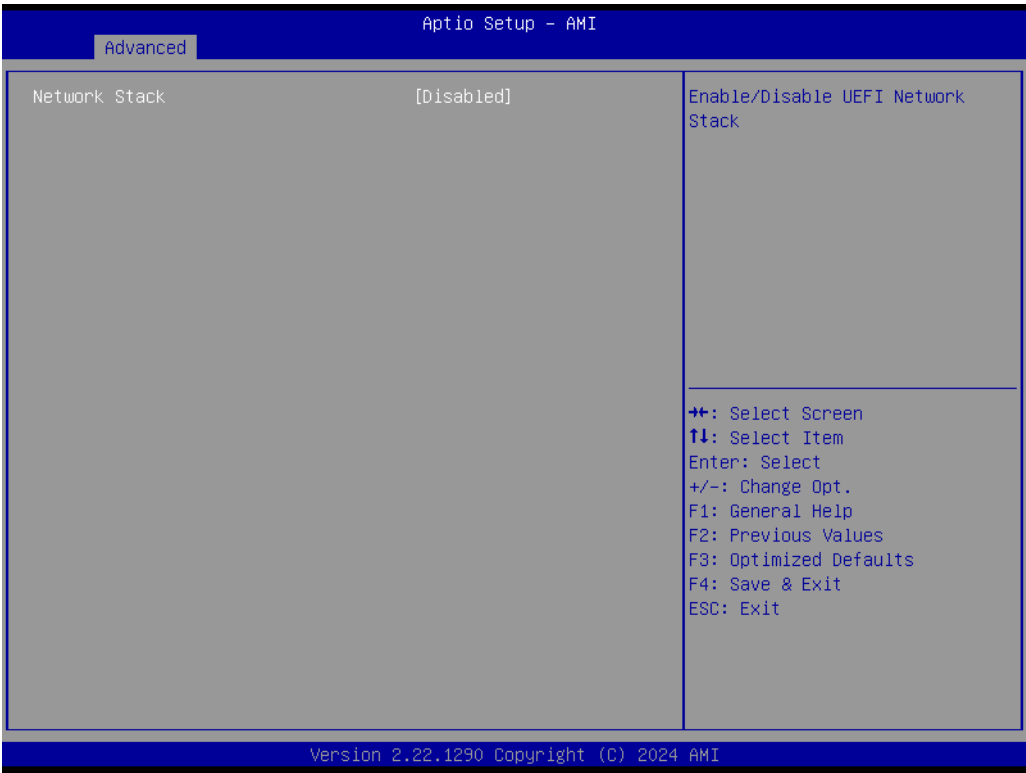 Aptio Setup – AMI
Advanced
Network Stack [Disabled]
Enable/Disable UEFI Network
Stack
→←: Select Screen
↑↓: Select Item
Enter: Select
+/-: Change Opt.
F1: General Help
F2: Previous Values
F3: Optimized Defaults
F4: Save & Exit
ESC: Exit
Version 2.22.1290 Copyright (C) 2024 AMI